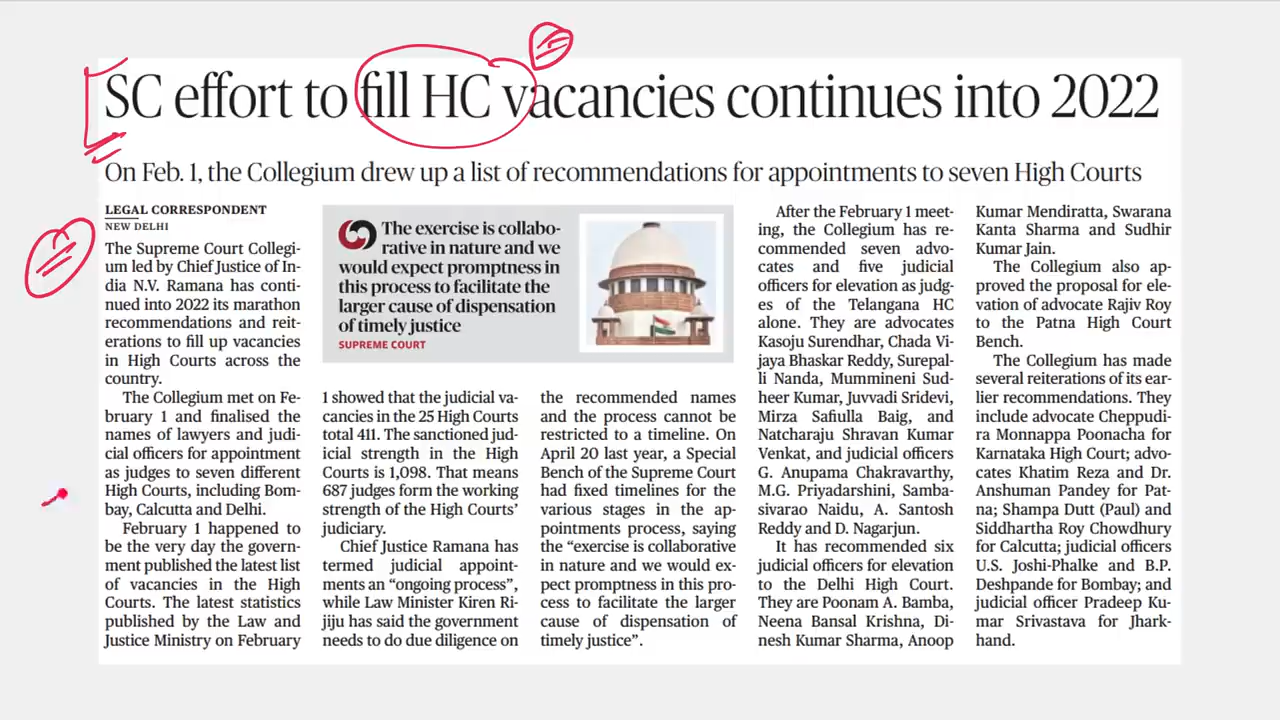 SC effort to fill HC vacancies continues into 2022
On Feb. 1, the Collegium drew up a list of recommendations for appointments to seven High Courts
LEGAL CORRESPONDENT
NEW DELHI
The Supreme Court Collegi-
um led by Chief Justice of In-
dia N.V. Ramana has conti-
nued into 2022 its marathon
recommendations and reit-
erations to fill up vacancies
in High Courts across the
country.
The Collegium met on Fe-
bruary 1 and finalised the
names of lawyers and judi-
cial officers for appointment
as judges to seven different
High Courts, including Bom-
bay, Calcutta and Delhi.
February 1 happened to
be the very day the govern-
ment published the latest list
of vacancies in the High
Courts. The latest statistics
published by the Law and
Justice Ministry on February
The exercise is collabo-
rative in nature and we
would expect promptness in
this process to facilitate the
larger cause of dispensation
of timely justice
SUPREME COURT
1 showed that the judicial va-
cancies in the 25 High Courts
total 411. The sanctioned jud-
icial strength in the High
Courts is 1,098. That means
687 judges form the working
strength of the High Courts'
judiciary.
Chief Justice Ramana has
termed judicial appoint-
ments an “ongoing process”,
while Law Minister Kiren Ri-
jiju has said the government
needs to do due diligence on
the recommended names
and the process cannot be
restricted to a timeline. On
April 20 last year, a Special
Bench of the Supreme Court
had fixed timelines for the
various stages in the ap-
pointments process, saying
the “exercise is collaborative
in nature and we would ex-
pect promptness in this pro-
cess to facilitate the larger
cause of dispensation of
timely justice”.
After the February 1 meet-
ing, the Collegium has re-
commended seven advo-
cates and five judicial
officers for elevation as judg-
es of the Telangana HC
alone. They are advocates
Kasoju Surendhar, Chada Vi-
jaya Bhaskar Reddy, Surepal-
li Nanda, Mummineni Sud-
heer Kumar, Juvvadi Sridevi,
Mirza Safiulla Baig, and
Natcharaju Shravan Kumar
Venkat, and judicial officers
G. Anupama Chakravarthy,
M.G. Priyadarshini, Samba-
sivarao Naidu, A. Santosh
Reddy and D. Nagarjun.
It has recommended six
judicial officers for elevation
to the Delhi High Court.
They are Poonam A. Bamba,
Neena Bansal Krishna, Di-
nesh Kumar Sharma, Anoop
Kumar Mendiratta, Swarana
Kanta Sharma and Sudhir
Kumar Jain.
The Collegium also ap-
proved the proposal for ele-
vation of advocate Rajiv Roy
to the Patna High Court
Bench.
The Collegium has made
several reiterations of its ear-
lier recommendations. They
include advocate Cheppudi-
ra Monnappa Poonacha for
Karnataka High Court; advo-
cates Khatim Reza and Dr.
Anshuman Pandey for Pat-
na; Shampa Dutt (Paul) and
Siddhartha Roy Chowdhury
for Calcutta; judicial officers
U.S. Joshi-Phalke and B.P.
Deshpande for Bombay; and
judicial officer Pradeep Ku-
mar Srivastava for Jhark-
hand.